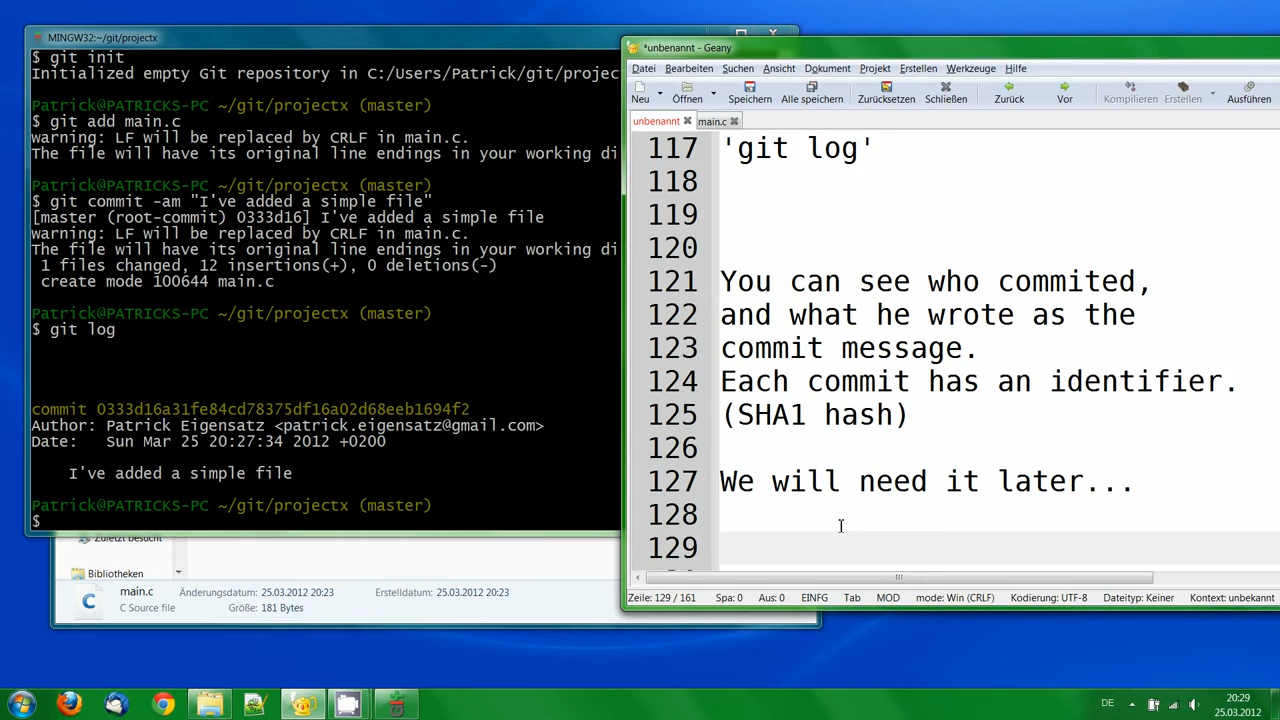 MINGW32:~/git/projectx
$ git init
Initialized empty Git repository in C:/Users/Patrick/git/projec
Patrick@PATRICKS-PC ~/git/projectx (master)
$ git add main.c
warning: LF will be replaced by CRLF in main.c.
The file will have its original line endings in your working di
Patrick@PATRICKS-PC ~/git/projectx (master)
$ git commit -am "I've added a simple file"
[master (root-commit) 0333d16] I've added a simple file
warning: LF will be replaced by CRLF in main.c.
The file will have its original line endings in your working di
1 files changed, 12 insertions(+), 0 deletions(-)
create mode 100644 main.c
Patrick@PATRICKS-PC ~/git/projectx (master)
$ git log
commit 0333d16a31fe84cd78375df16a02d68eeb1694f2
Author: Patrick Eigensatz <patrick.eigensatz@gmail.com>
Date: Sun Mar 25 20:27:34 2012 +0200
I've added a simple file
Patrick@PATRICKS-PC ~/git/projectx (master)
$
Zuletzt besucht
Bibliotheken
main.c Änderungsdatum: 25.03.2012 20:23 Erstelldatum: 25.03.2012 20:23
C Source file Größe: 181 Bytes
*unbenannt - Geany
Datei Bearbeiten Suchen Ansicht Dokument Projekt Erstellen Werkzeuge Hilfe
Neu Öffnen Speichern Alle speichern Zurücksetzen Schließen Zurück Vor Kompilieren Erstellen Ausführen
unbenannt main.c
117 'git log'
118
119
120
121 You can see who commited,
122 and what he wrote as the
123 commit message.
124 Each commit has an identifier.
125 (SHA1 hash)
126
127 We will need it later...
128
129
Zeile: 129 / 161 Spa: 0 Aus: 0 EINFG Tab MOD mode: Win (CRLF) Kodierung: UTF-8 Dateityp: Keiner Kontext: unbekannt
DE 20:29
25.03.2012